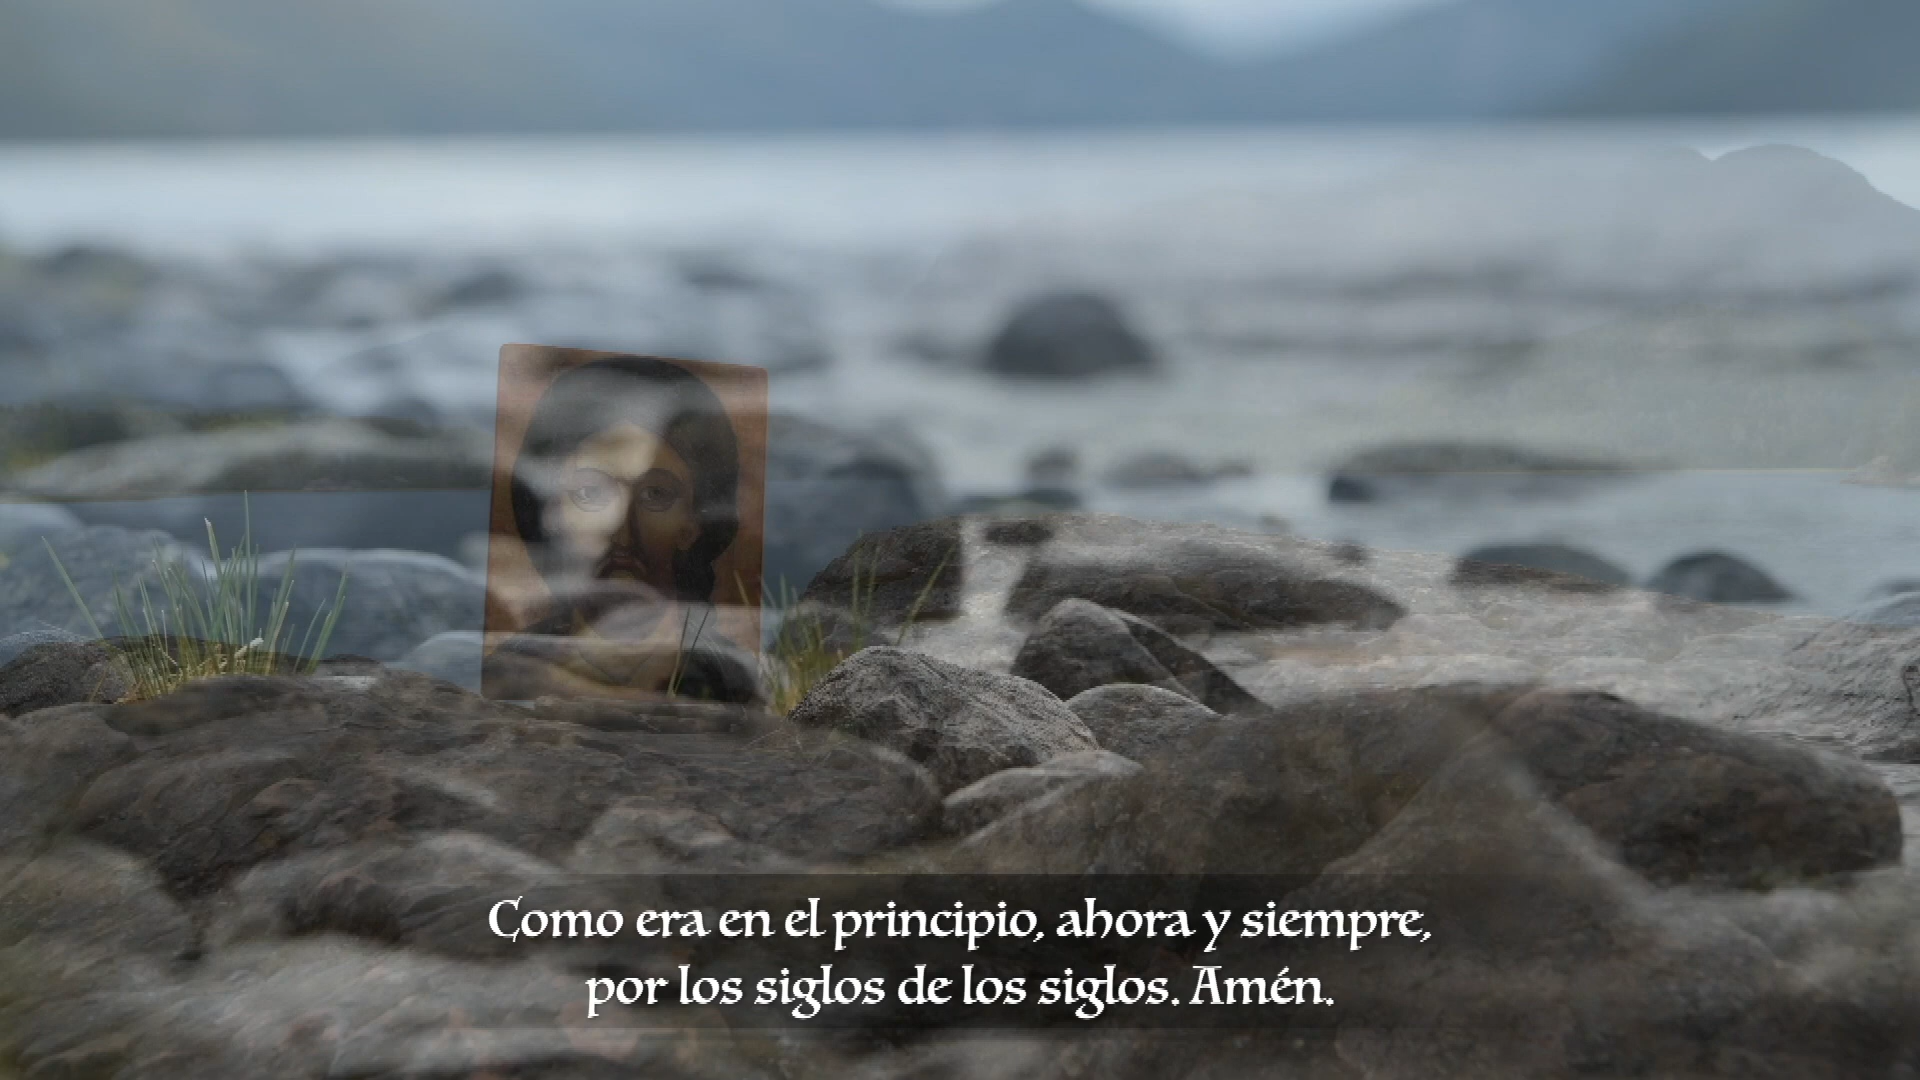 Como era en el principio, ahora y siempre,
por los siglos de los siglos. Amén.